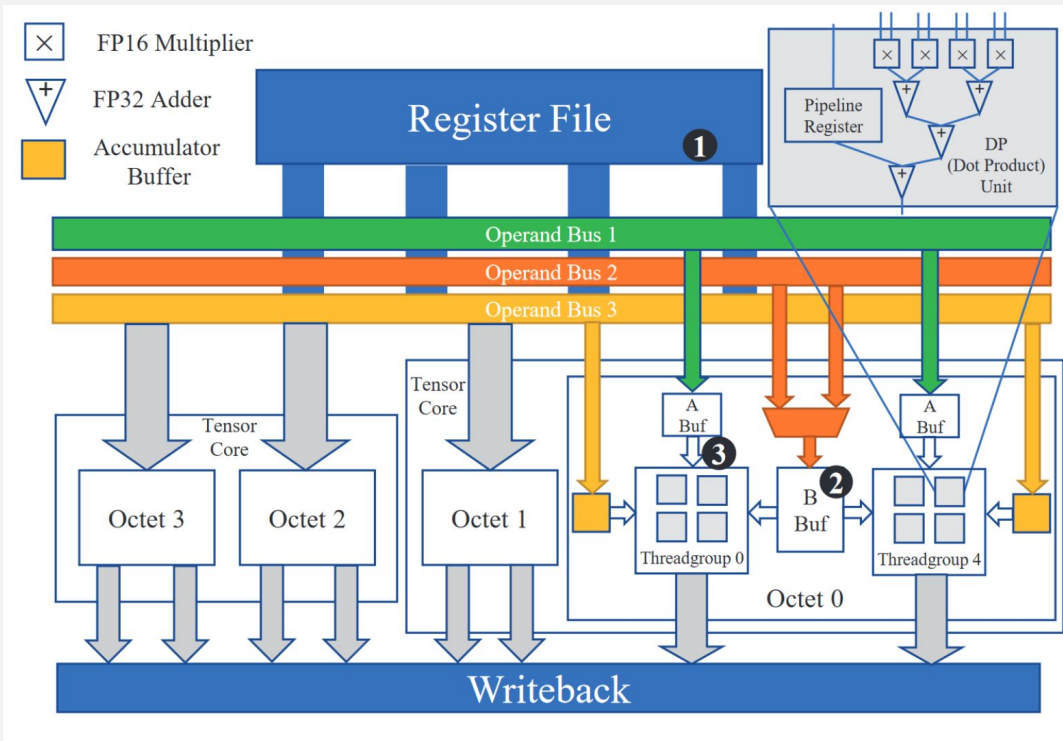 ×
FP16 Multiplier
+
FP32 Adder
Accumulator
Buffer
Register File
1
× × × ×
+ +
Pipeline
Register
+
DP
(Dot Product)
Unit
+
Operand Bus 1
Operand Bus 2
Operand Bus 3
Tensor
Core
Tensor
Core
A
Buf
A
Buf
3
Octet 3
Octet 2
Octet 1
B
Buf
2
Threadgroup 0
Threadgroup 4
Octet 0
Writeback